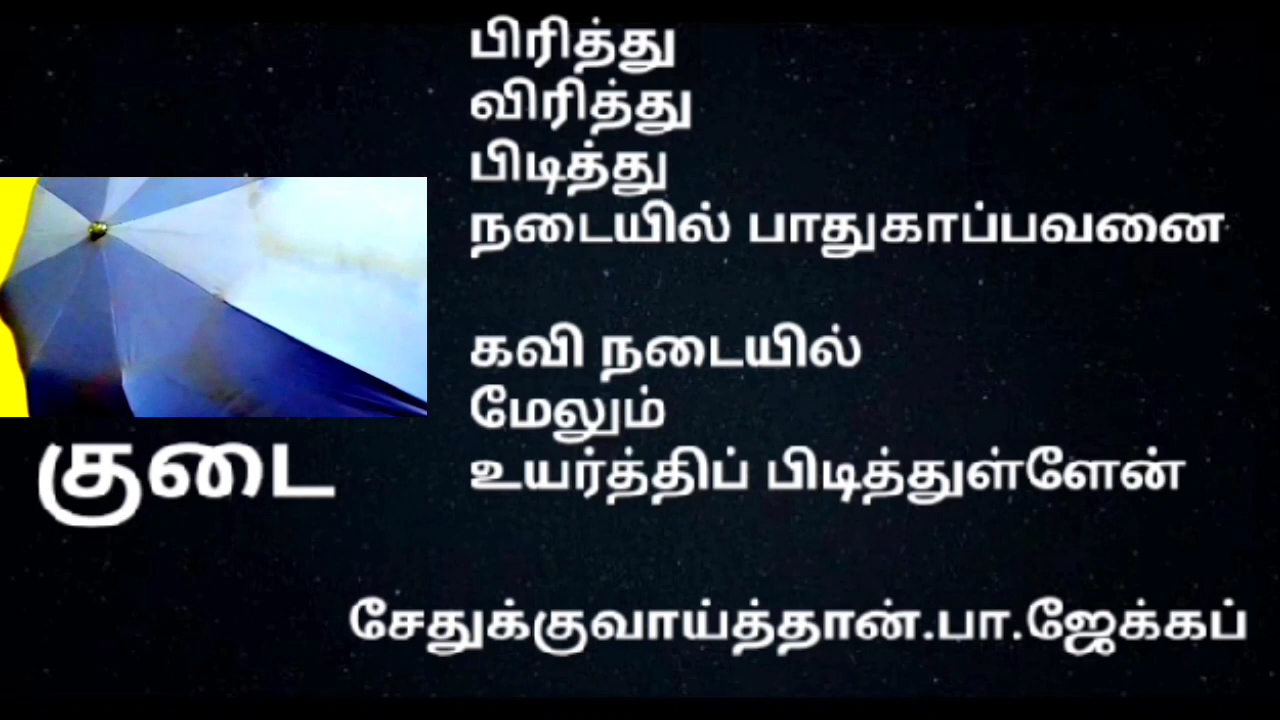 பிரித்து
விரித்து
பிடித்து
நடையில் பாதுகாப்பவனை
கவி நடையில்
மேலும்
உயர்த்திப் பிடித்துள்ளேன்
குடை
சேதுக்குவாய்த்தான்.பா.ஜேக்கப்